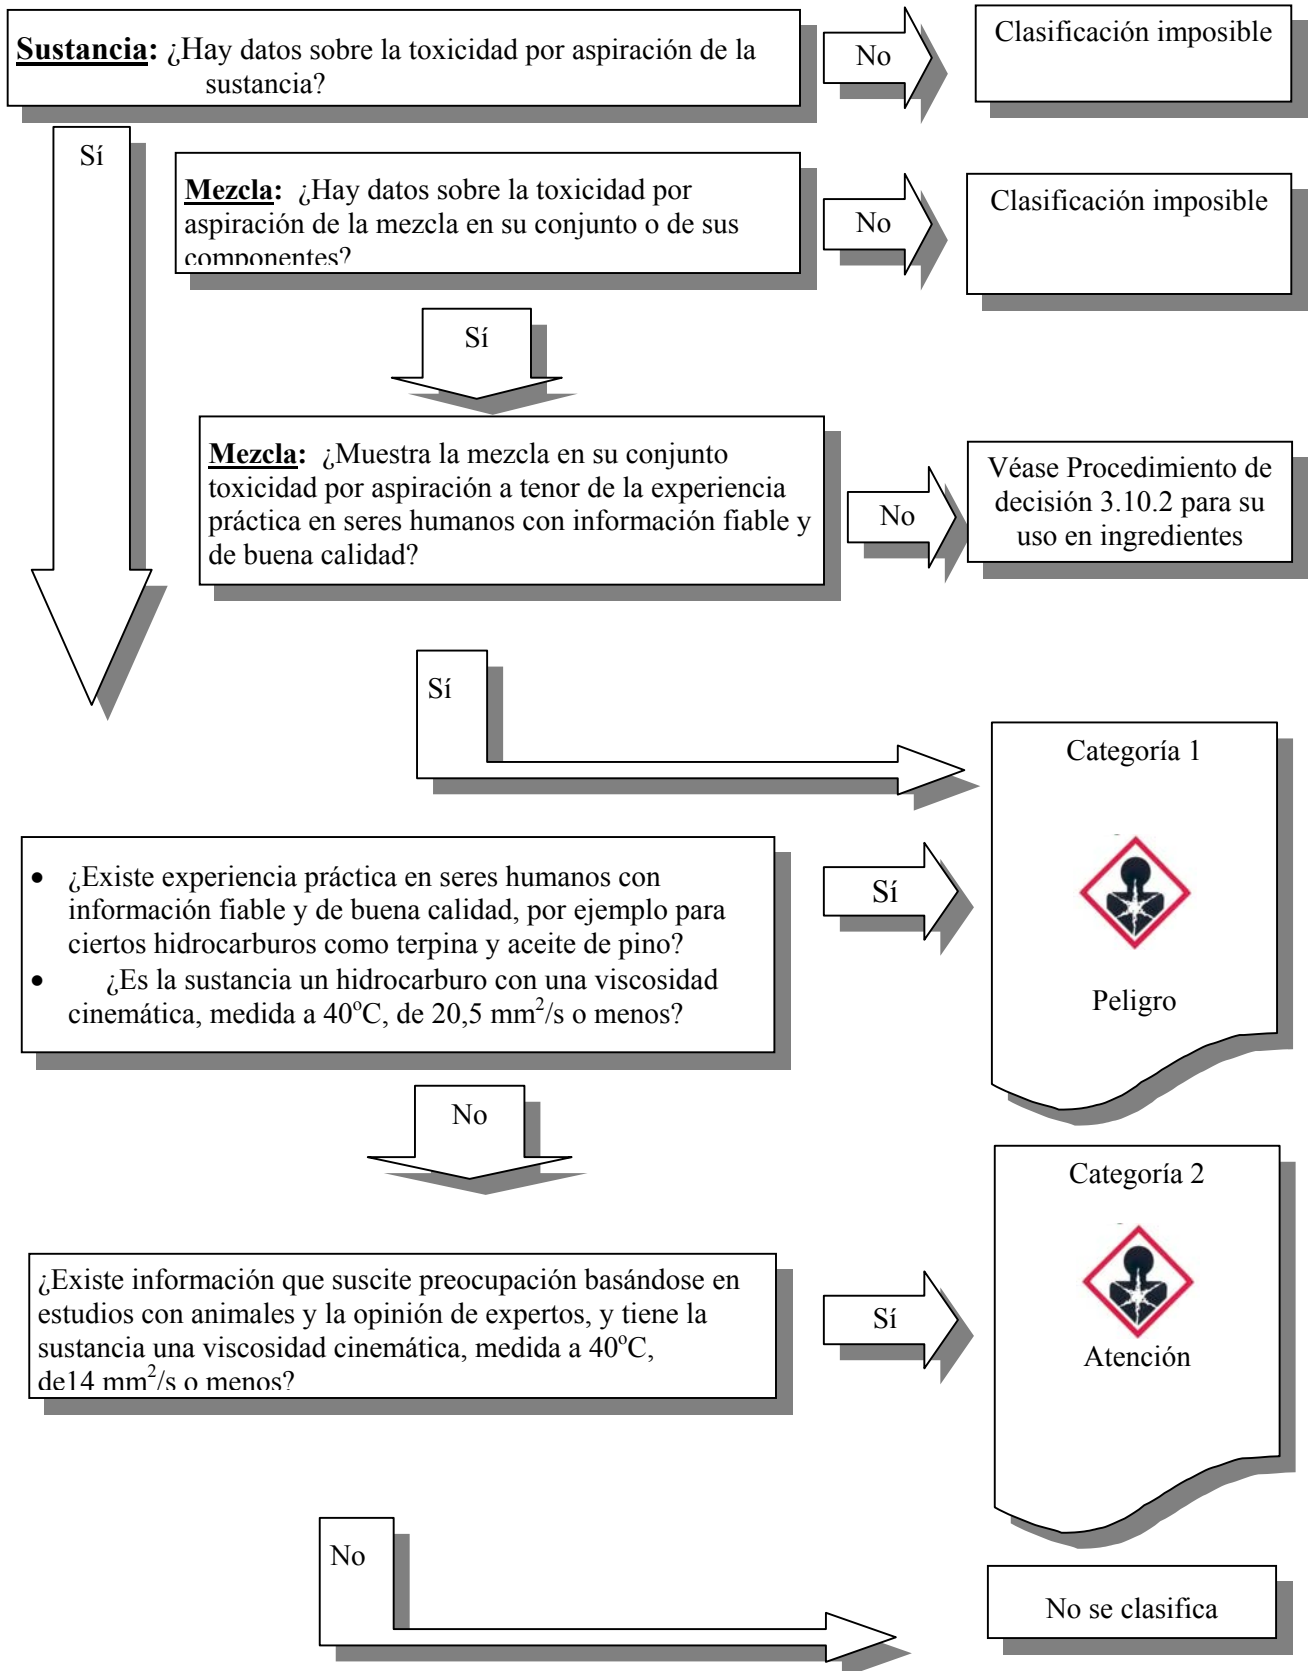 Sustancia: ¿Hay datos sobre la toxicidad por aspiración de la
sustancia?
No
Clasificación imposible
Sí
Mezcla: ¿Hay datos sobre la toxicidad por
aspiración de la mezcla en su conjunto o de sus
componentes?
No
Clasificación imposible
Sí
Mezcla: ¿Muestra la mezcla en su conjunto
toxicidad por aspiración a tenor de la experiencia
práctica en seres humanos con información fiable y
de buena calidad?
No
Véase Procedimiento de
decisión 3.10.2 para su
uso en ingredientes
Sí
Categoría 1
Peligro
• ¿Existe experiencia práctica en seres humanos con
información fiable y de buena calidad, por ejemplo para
ciertos hidrocarburos como terpina y aceite de pino?
• ¿Es la sustancia un hidrocarburo con una viscosidad
cinemática, medida a 40°C, de 20,5 mm²/s o menos?
Sí
No
Categoría 2
Atención
¿Existe información que suscite preocupación basándose en
estudios con animales y la opinión de expertos, y tiene la
sustancia una viscosidad cinemática, medida a 40°C,
de14 mm²/s o menos?
Sí
No
No se clasifica